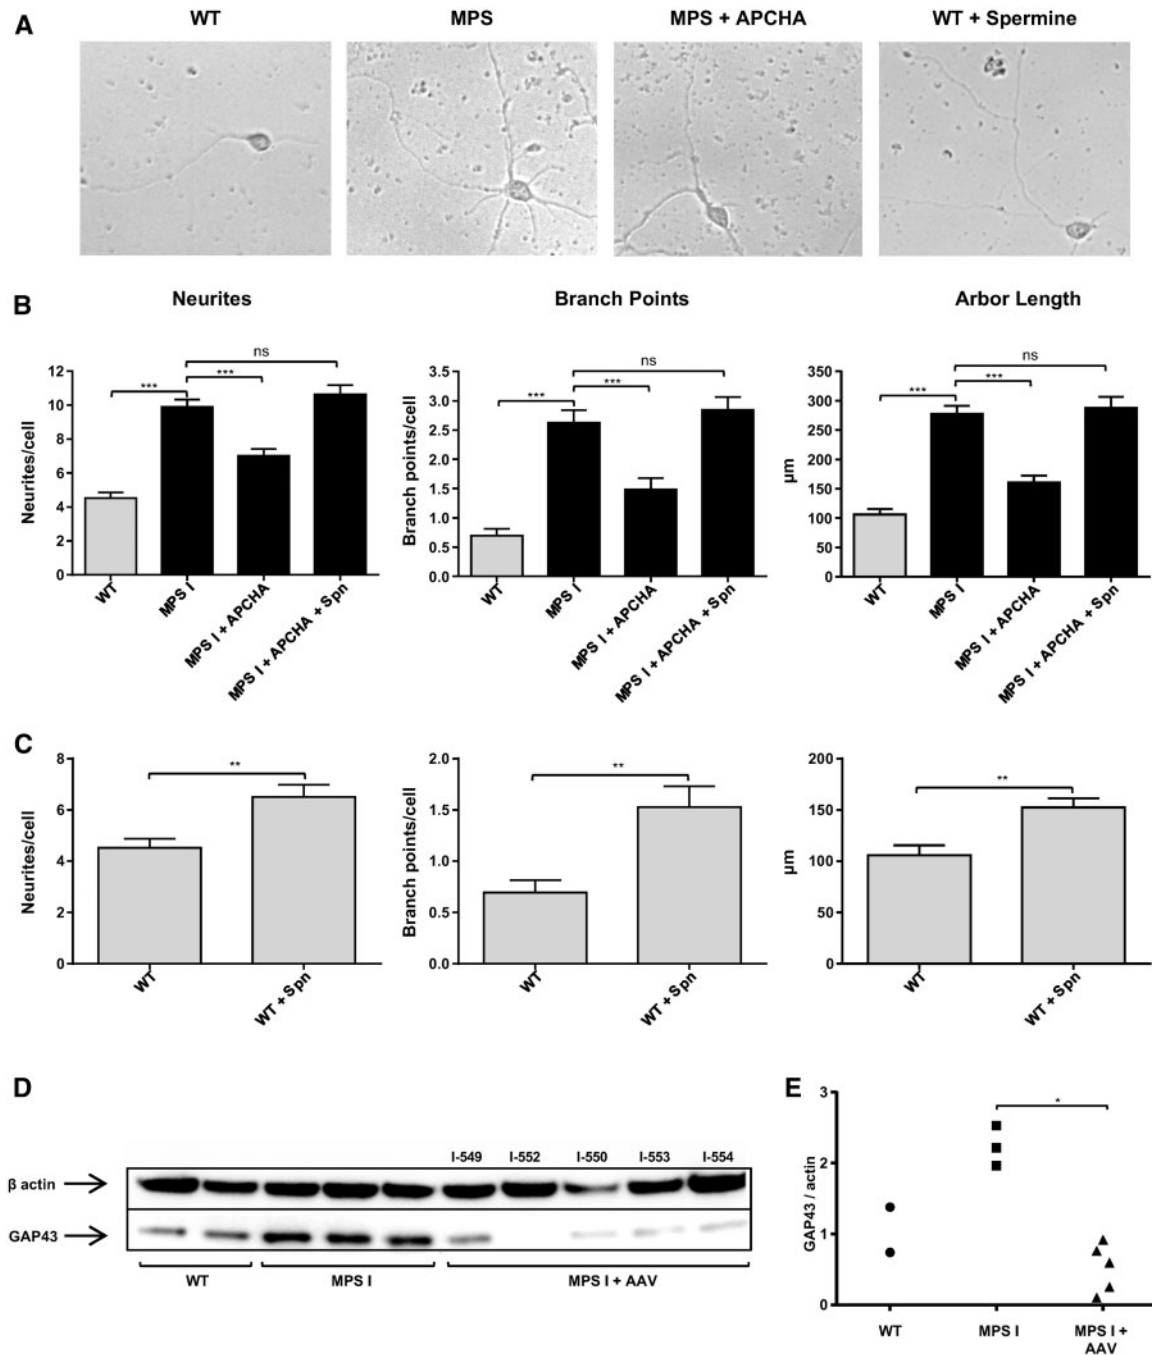 A
WT
MPS
MPS + APCHA
WT + Spermine
B
Neurites
Branch Points
Arbor Length
Neurites/cell
12
10
8
6
4
2
0
***
***
ns
WT
MPS I
MPS I + APCHA
MPS I + APCHA + Spn
Branch points/cell
3.5
3.0
2.5
2.0
1.5
1.0
0.5
0.0
***
***
ns
WT
MPS I
MPS I + APCHA
MPS I + APCHA + Spn
µm
350
300
250
200
150
100
50
0
***
***
ns
WT
MPS I
MPS I + APCHA
MPS I + APCHA + Spn
C
Neurites/cell
8
6
4
2
0
**
WT
WT + Spn
Branch points/cell
2.0
1.5
1.0
0.5
0.0
**
WT
WT + Spn
µm
200
150
100
50
0
**
WT
WT + Spn
D
I-549 I-552 I-550 I-553 I-554
β actin
GAP43
WT
MPS I
MPS I + AAV
E
GAP43 / actin
3
2
1
0
*
WT
MPS I
MPS I +
AAV